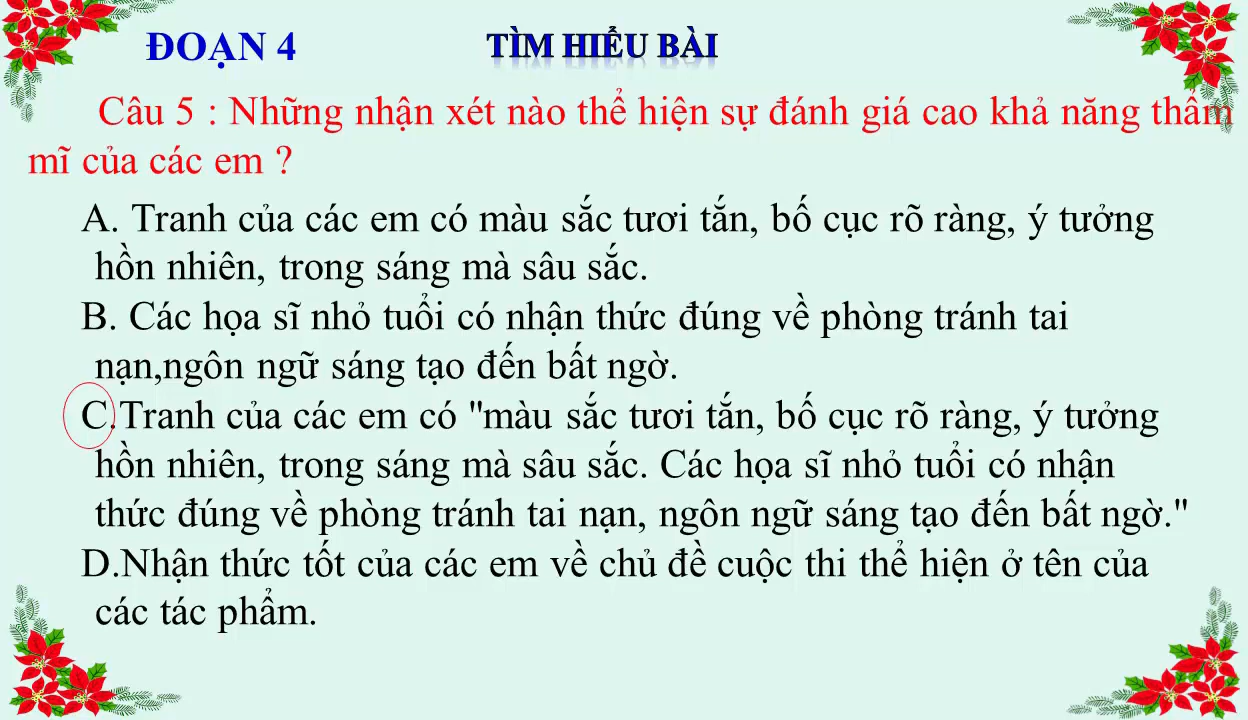 ĐOẠN 4
TÌM HIỂU BÀI
Câu 5 : Những nhận xét nào thể hiện sự đánh giá cao khả năng thẩm
mĩ của các em ?
A. Tranh của các em có màu sắc tươi tắn, bố cục rõ ràng, ý tưởng
hồn nhiên, trong sáng mà sâu sắc.
B. Các họa sĩ nhỏ tuổi có nhận thức đúng về phòng tránh tai
nạn,ngôn ngữ sáng tạo đến bất ngờ.
C.Tranh của các em có "màu sắc tươi tắn, bố cục rõ ràng, ý tưởng
hồn nhiên, trong sáng mà sâu sắc. Các họa sĩ nhỏ tuổi có nhận
thức đúng về phòng tránh tai nạn, ngôn ngữ sáng tạo đến bất ngờ."
D.Nhận thức tốt của các em về chủ đề cuộc thi thể hiện ở tên của
các tác phẩm.